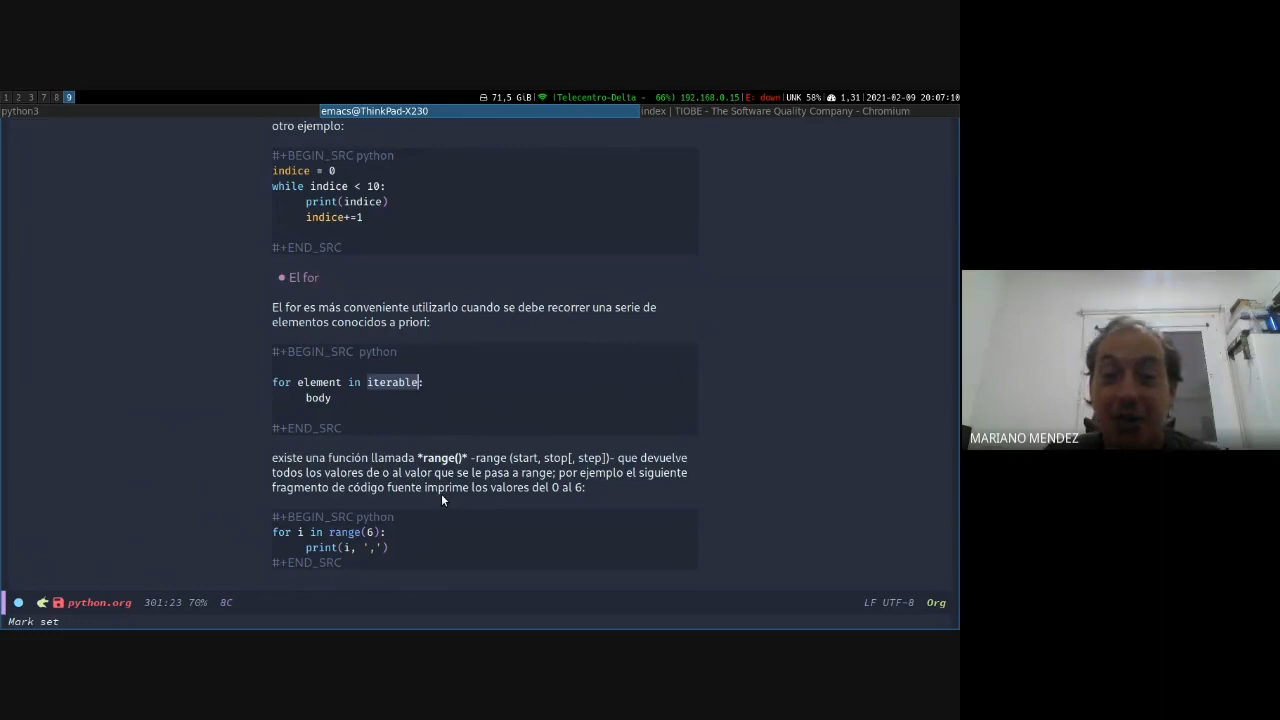 1 2 3 7 8 9
71,5 GiB| |(Telecentro-Delta - 66%) 192.168.0.15|E: down|UNK 58%| 1,31 |2021-02-09 20:07:10
python3
emacs@ThinkPad-X230
index | TIOBE - The Software Quality Company - Chromium
otro ejemplo:
#+BEGIN_SRC python
indice = 0
while indice < 10:
print(indice)
indice+=1
#+END_SRC
El for
El for es más conveniente utilizarlo cuando se debe recorrer una serie de
elementos conocidos a priori:
#+BEGIN_SRC python
for element in iterable:
body
#+END_SRC
existe una función llamada *range()* -range (start, stop[, step])- que devuelve
todos los valores de o al valor que se le pasa a range; por ejemplo el siguiente
fragmento de código fuente imprime los valores del 0 al 6:
#+BEGIN_SRC python
for i in range(6):
print(i, ',')
#+END_SRC
python.org 301:23 70% 8C
LF UTF-8 Org
Mark set
MARIANO MENDEZ